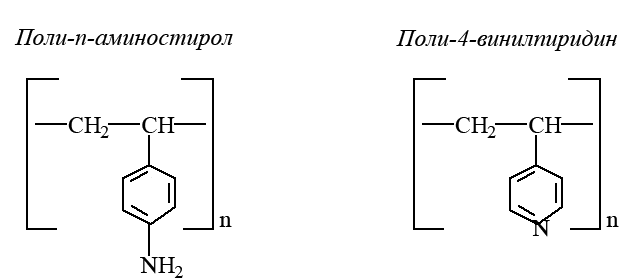 Поли-п-аминостирол
Поли-4-винилпиридин
CH2 CH
n
NH2
CH2 CH
n
N